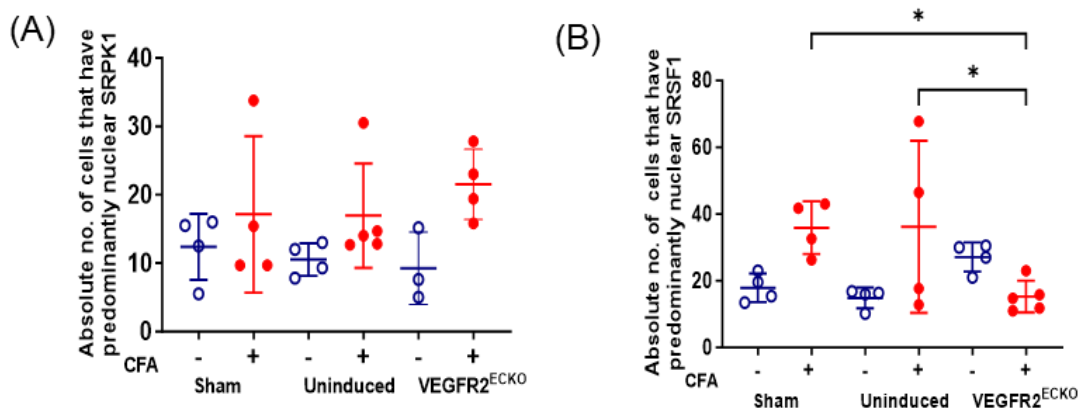 (A)
Absolute no. of cells that have
predominantly nuclear SRPK1
40
30
20
10
0
CFA - + - + - +
Sham Uninduced VEGFR2ECKO
(B)
Absolute no. of cells that have
predominantly nuclear SRSF1
80
60
40
20
0
*
*
CFA - + - + - +
Sham Uninduced VEGFR2ECKO